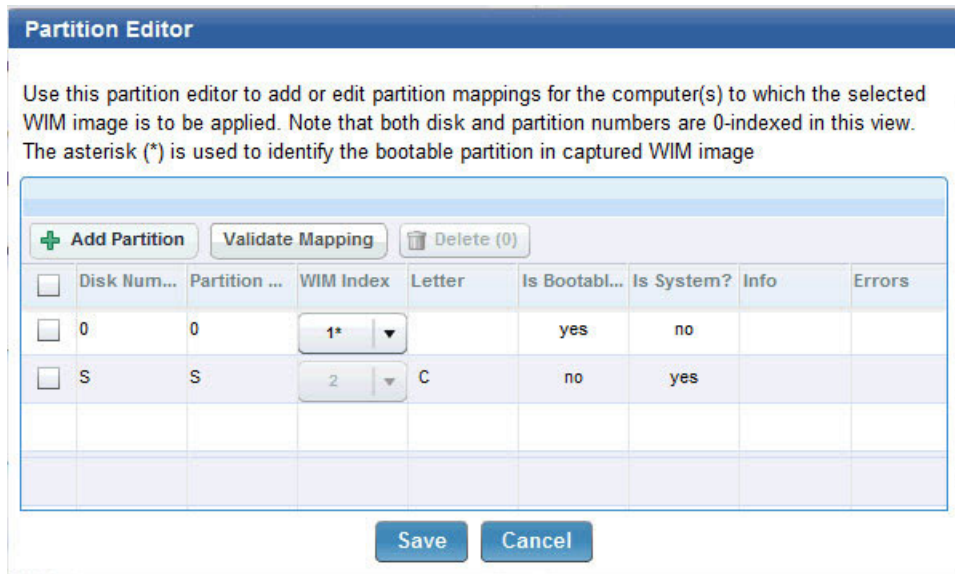 Partition Editor
Use this partition editor to add or edit partition mappings for the computer(s) to which the selected
WIM image is to be applied. Note that both disk and partition numbers are 0-indexed in this view.
The asterisk (*) is used to identify the bootable partition in captured WIM image
Add Partition Validate Mapping Delete (0)
Disk Num... Partition ... WIM Index Letter Is Bootabl... Is System? Info Errors
0 0 1* yes no
S S 2 C no yes
Save Cancel